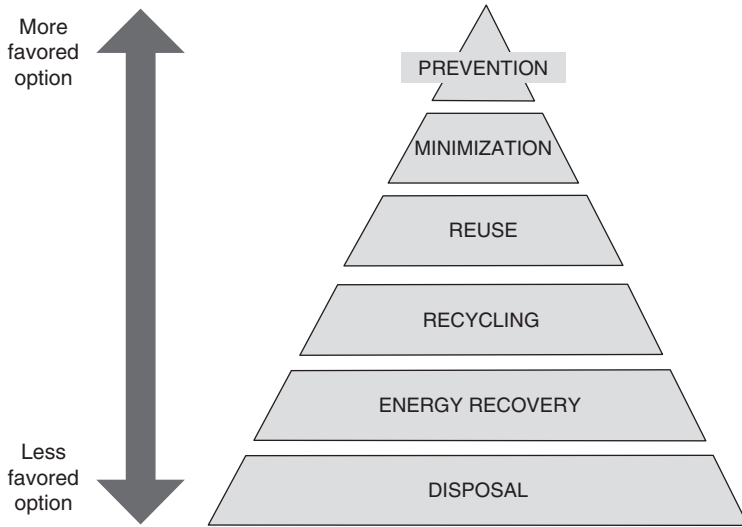 More
favored
option
PREVENTION
MINIMIZATION
REUSE
RECYCLING
ENERGY RECOVERY
Less
favored
option
DISPOSAL